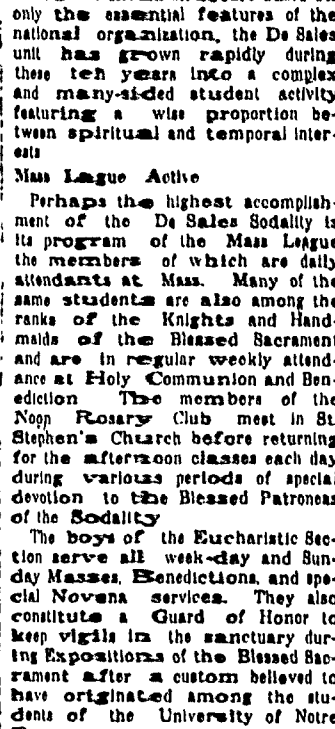 only the essential features of the
national organization, the De Sales
unit has grown rapidly during
these ten years into a complex
and many-sided student activity
featuring a wise proportion be-
tween spiritual and temporal inter-
ests
Mass League Active
Perhaps the highest accomplish-
ment of the De Sales Sodality is
its program of the Mass League
the members of which are daily
attendants at Mass. Many of the
same students are also among the
ranks of the Knights and Hand-
maids of the Blessed Sacrament
and are in regular weekly attend-
ance at Holy Communion and Ben-
ediction The members of the
Noon Rosary Club meet in St.
Stephen's Church before returning
for the afternoon classes each day
during various periods of special
devotion to the Blessed Patroness
of the Sodality
The boys of the Eucharistic Sec-
tion serve all week-day and Sun-
day Masses, Benedictions, and spe-
cial Novena services. They also
constitute a Guard of Honor to
keep vigils in the sanctuary dur-
ing Expositions of the Blessed Sac-
rament after a custom believed to
have originated among the stu-
dents of the University of Notre